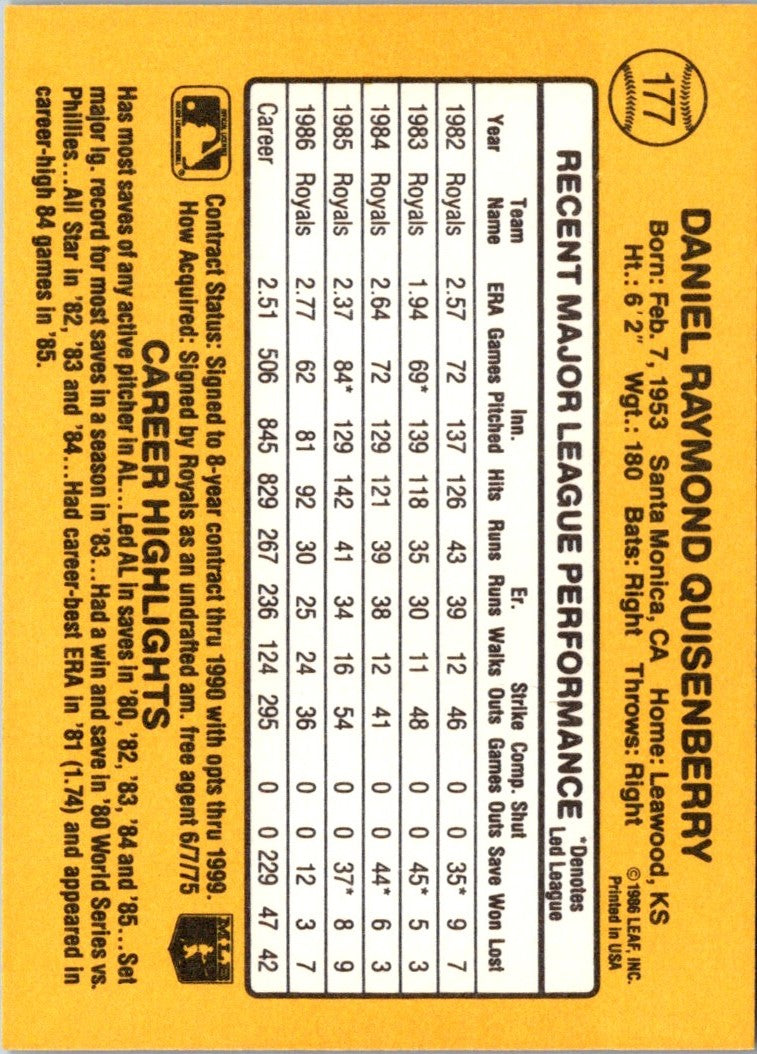 177
DANIEL RAYMOND QUISENBERRY
Born: Feb. 7, 1953 Santa Monica, CA Home: Leawood, KS
Ht.: 6'2" Wgt.: 180 Bats: Right Throws: Right
©1986 LEAF, INC.
Printed in USA
RECENT MAJOR LEAGUE PERFORMANCE
*Denotes
Led League
Team Inn. Er. Strike Comp. Shut
Year Name ERA Games Pitched Hits Runs Runs Walks Outs Games Outs Save Won Lost
1982 Royals 2.57 72 137 126 43 39 12 46 0 0 35* 9 7
1983 Royals 1.94 69* 139 118 35 30 11 48 0 0 45* 5 3
1984 Royals 2.64 72 129 121 39 38 12 41 0 0 44* 6 3
1985 Royals 2.37 84* 129 142 41 34 16 54 0 0 37* 8 9
1986 Royals 2.77 62 81 92 30 25 24 36 0 0 12 3 7
Career 2.51 506 845 829 267 236 124 295 0 0 229 47 42
Contract Status: Signed to 8-year contract thru 1990 with opts thru 1999.
How Acquired: Signed by Royals as an undrafted am. free agent 6/7/75
MLB
CAREER HIGHLIGHTS
Has most saves of any active pitcher in AL...Led AL in saves in '80, '82, '83, '84 and '85...Set
major lg. record for most saves in a season in '83...Had a win and save in '80 World Series vs.
Phillies...All Star in '82, '83 and '84...Had career-best ERA in '81 (1.74) and appeared in
career-high 84 games in '85.